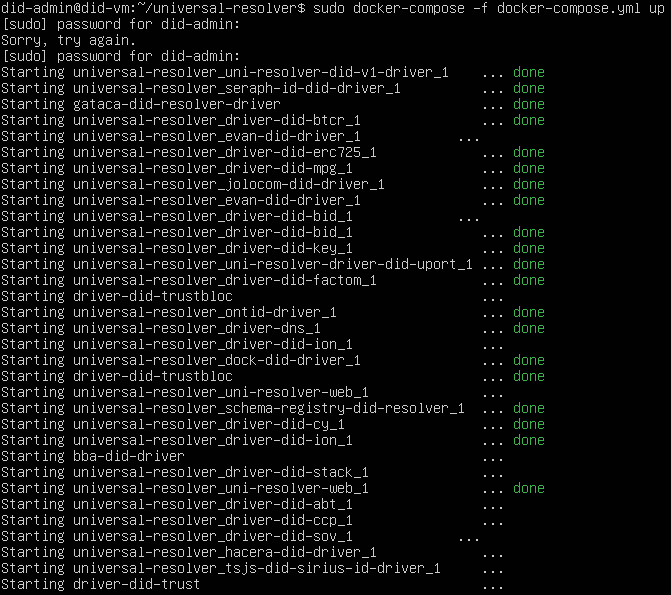 did-admin@did-vm:~/universal-resolver$ sudo docker-compose -f docker-compose.yml up
[sudo] password for did-admin:
Sorry, try again.
[sudo] password for did-admin:
Starting universal-resolver_uni-resolver-did-v1-driver_1 ... done
Starting universal-resolver_seraph-id-did-driver_1 ... done
Starting gataca-did-resolver-driver ... done
Starting universal-resolver_driver-did-btcr_1 ... done
Starting universal-resolver_evan-did-driver_1 ...
Starting universal-resolver_driver-did-erc725_1 ... done
Starting universal-resolver_driver-did-mpg_1 ... done
Starting universal-resolver_jolocom-did-driver_1 ... done
Starting universal-resolver_evan-did-driver_1 ... done
Starting universal-resolver_driver-did-bid_1 ...
Starting universal-resolver_driver-did-bid_1 ... done
Starting universal-resolver_driver-did-key_1 ... done
Starting universal-resolver_uni-resolver-driver-did-uport_1 ... done
Starting universal-resolver_driver-did-factom_1 ... done
Starting driver-did-trustbloc ...
Starting universal-resolver_ontid-driver_1 ... done
Starting universal-resolver_driver-dns_1 ... done
Starting universal-resolver_driver-did-ion_1 ...
Starting universal-resolver_dock-did-driver_1 ... done
Starting driver-did-trustbloc ... done
Starting universal-resolver_uni-resolver-web_1 ...
Starting universal-resolver_schema-registry-did-resolver_1 ... done
Starting universal-resolver_driver-did-cy_1 ... done
Starting universal-resolver_driver-did-ion_1 ... done
Starting bba-did-driver ...
Starting universal-resolver_driver-did-stack_1 ...
Starting universal-resolver_uni-resolver-web_1 ... done
Starting universal-resolver_driver-did-abt_1 ...
Starting universal-resolver_driver-did-ccp_1 ...
Starting universal-resolver_driver-did-sov_1 ...
Starting universal-resolver_hacera-did-driver_1 ...
Starting universal-resolver_tsjs-did-sirius-id-driver_1 ...
Starting driver-did-trust ...